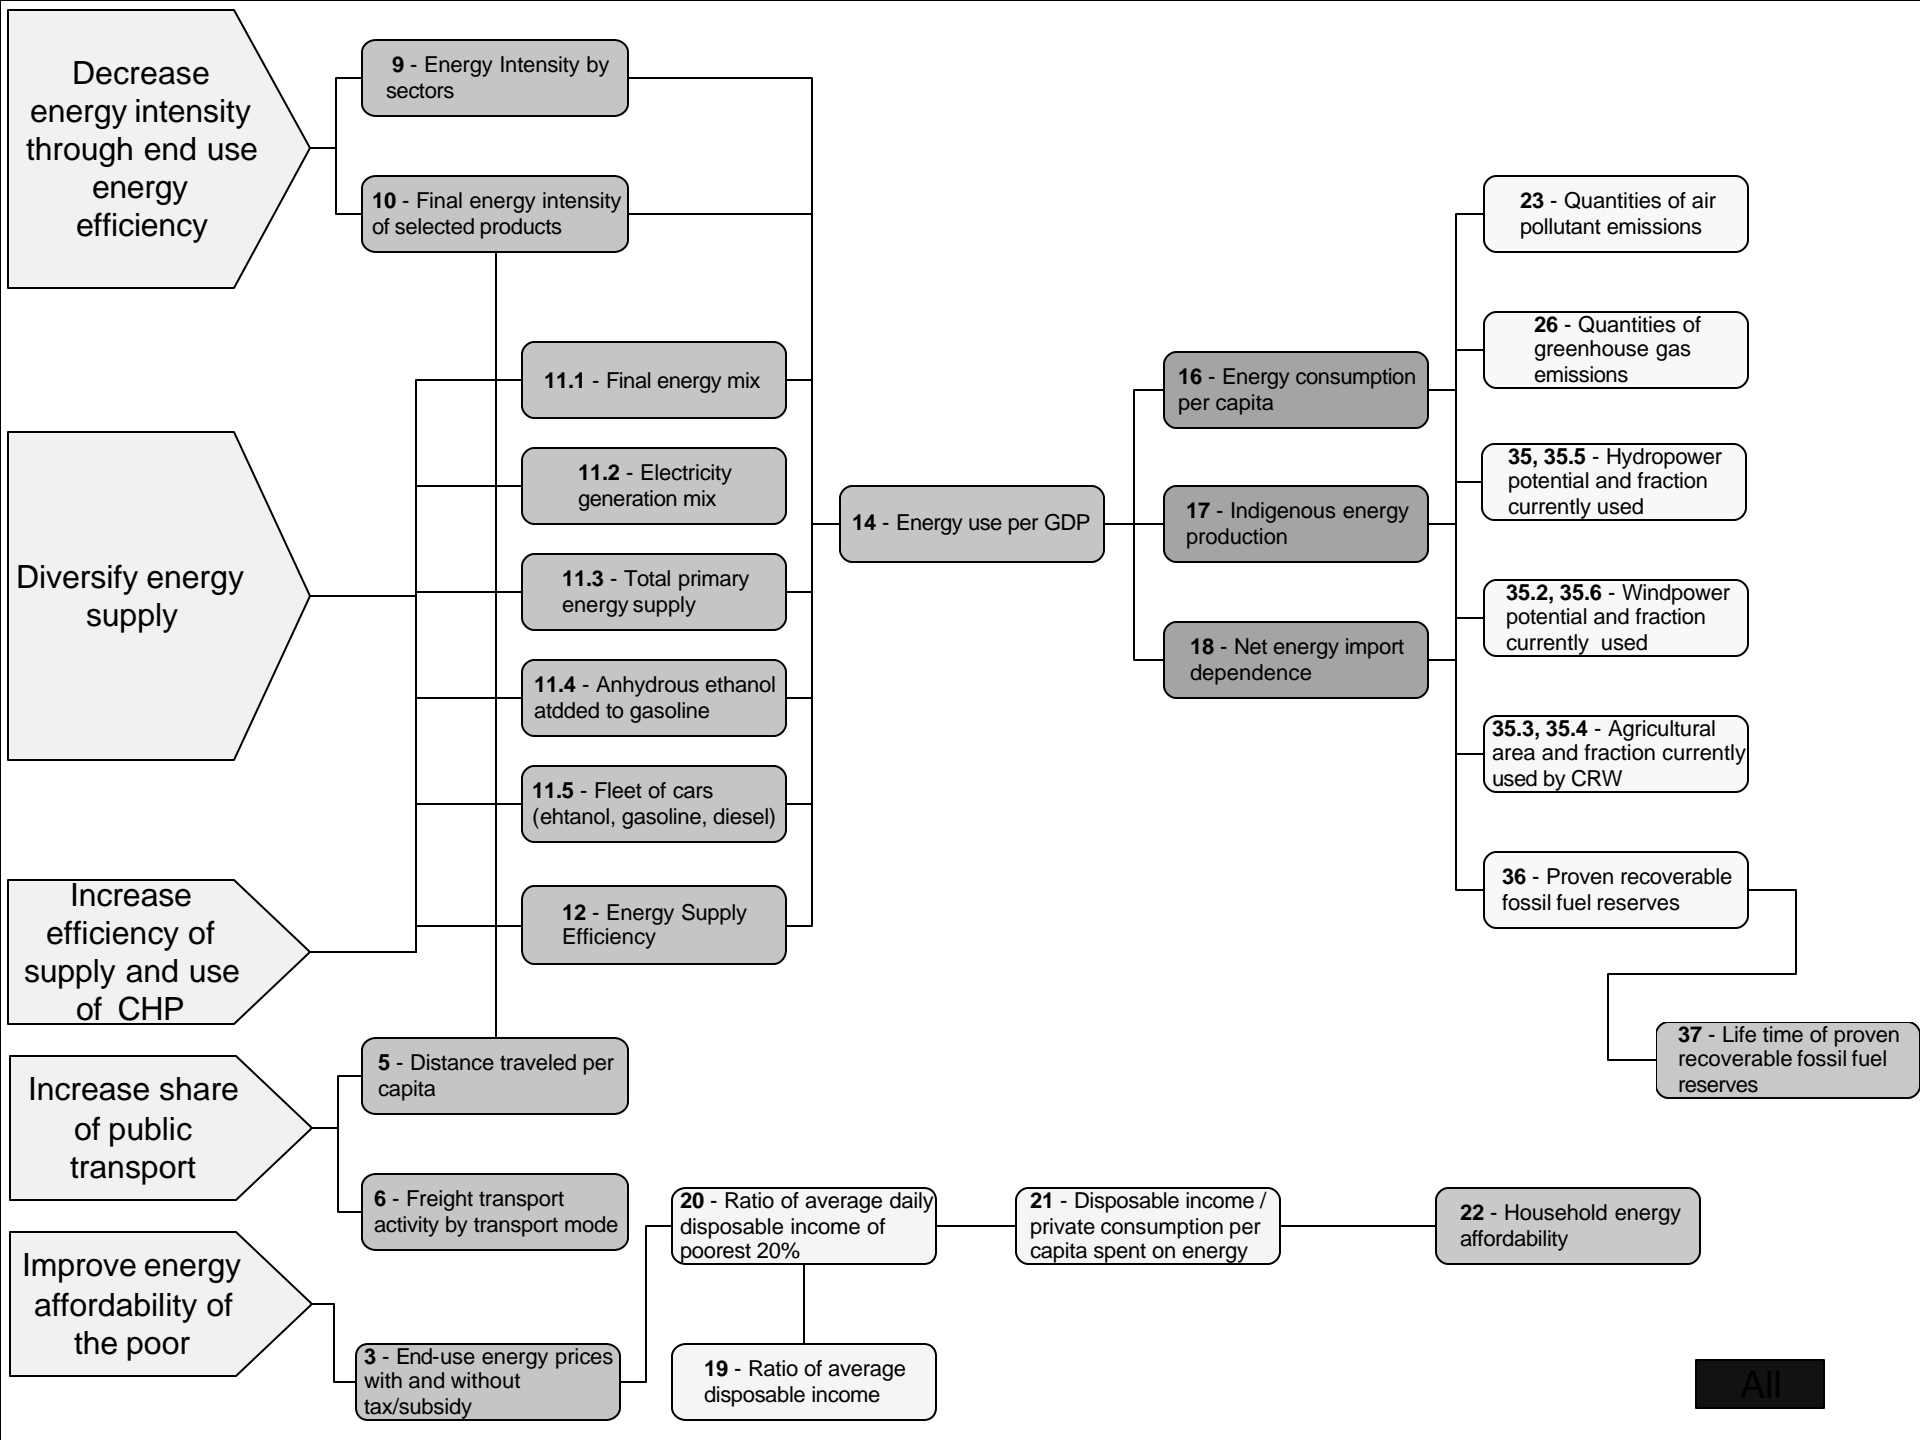 Decrease
energy intensity
through end use
energy
efficiency
9 - Energy Intensity by
sectors
10 - Final energy intensity
of selected products
Diversify energy
supply
11.1 - Final energy mix
11.2 - Electricity
generation mix
11.3 - Total primary
energy supply
11.4 - Anhydrous ethanol
atdded to gasoline
11.5 - Fleet of cars
(ehtanol, gasoline, diesel)
Increase
efficiency of
supply and use
of CHP
12 - Energy Supply
Efficiency
14 - Energy use per GDP
16 - Energy consumption
per capita
17 - Indigenous energy
production
18 - Net energy import
dependence
23 - Quantities of air
pollutant emissions
26 - Quantities of
greenhouse gas
emissions
35, 35.5 - Hydropower
potential and fraction
currently used
35.2, 35.6 - Windpower
potential and fraction
currently used
35.3, 35.4 - Agricultural
area and fraction currently
used by CRW
36 - Proven recoverable
fossil fuel reserves
37 - Life time of proven
recoverable fossil fuel
reserves
Increase share
of public
transport
5 - Distance traveled per
capita
6 - Freight transport
activity by transport mode
Improve energy
affordability of
the poor
3 - End-use energy prices
with and without
tax/subsidy
20 - Ratio of average daily
disposable income of
poorest 20%
19 - Ratio of average
disposable income
21 - Disposable income /
private consumption per
capita spent on energy
22 - Household energy
affordability
All